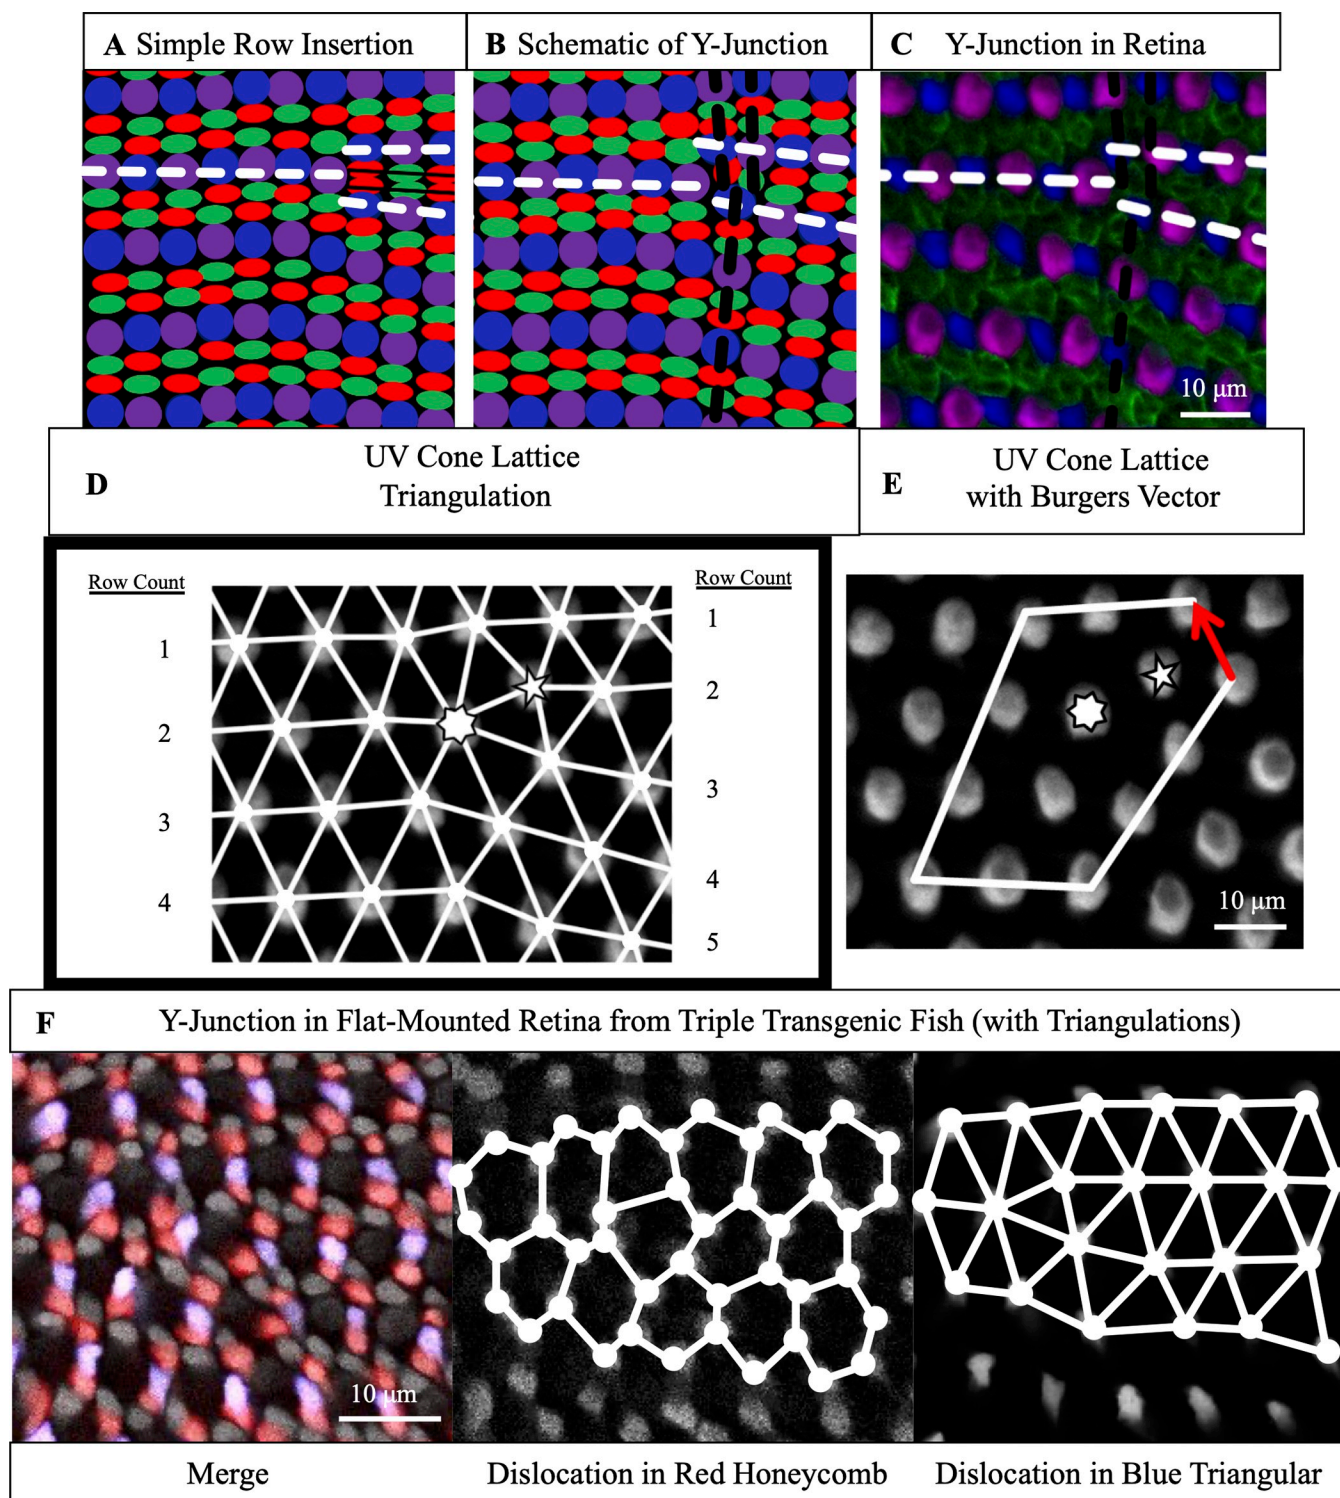 A Simple Row Insertion
B Schematic of Y-Junction
C Y-Junction in Retina
10 μm
D UV Cone Lattice
Triangulation
E UV Cone Lattice
with Burgers Vector
Row Count
1
2
3
4
Row Count
1
2
3
4
5
10 μm
F Y-Junction in Flat-Mounted Retina from Triple Transgenic Fish (with Triangulations)
10 μm
Merge
Dislocation in Red Honeycomb
Dislocation in Blue Triangular